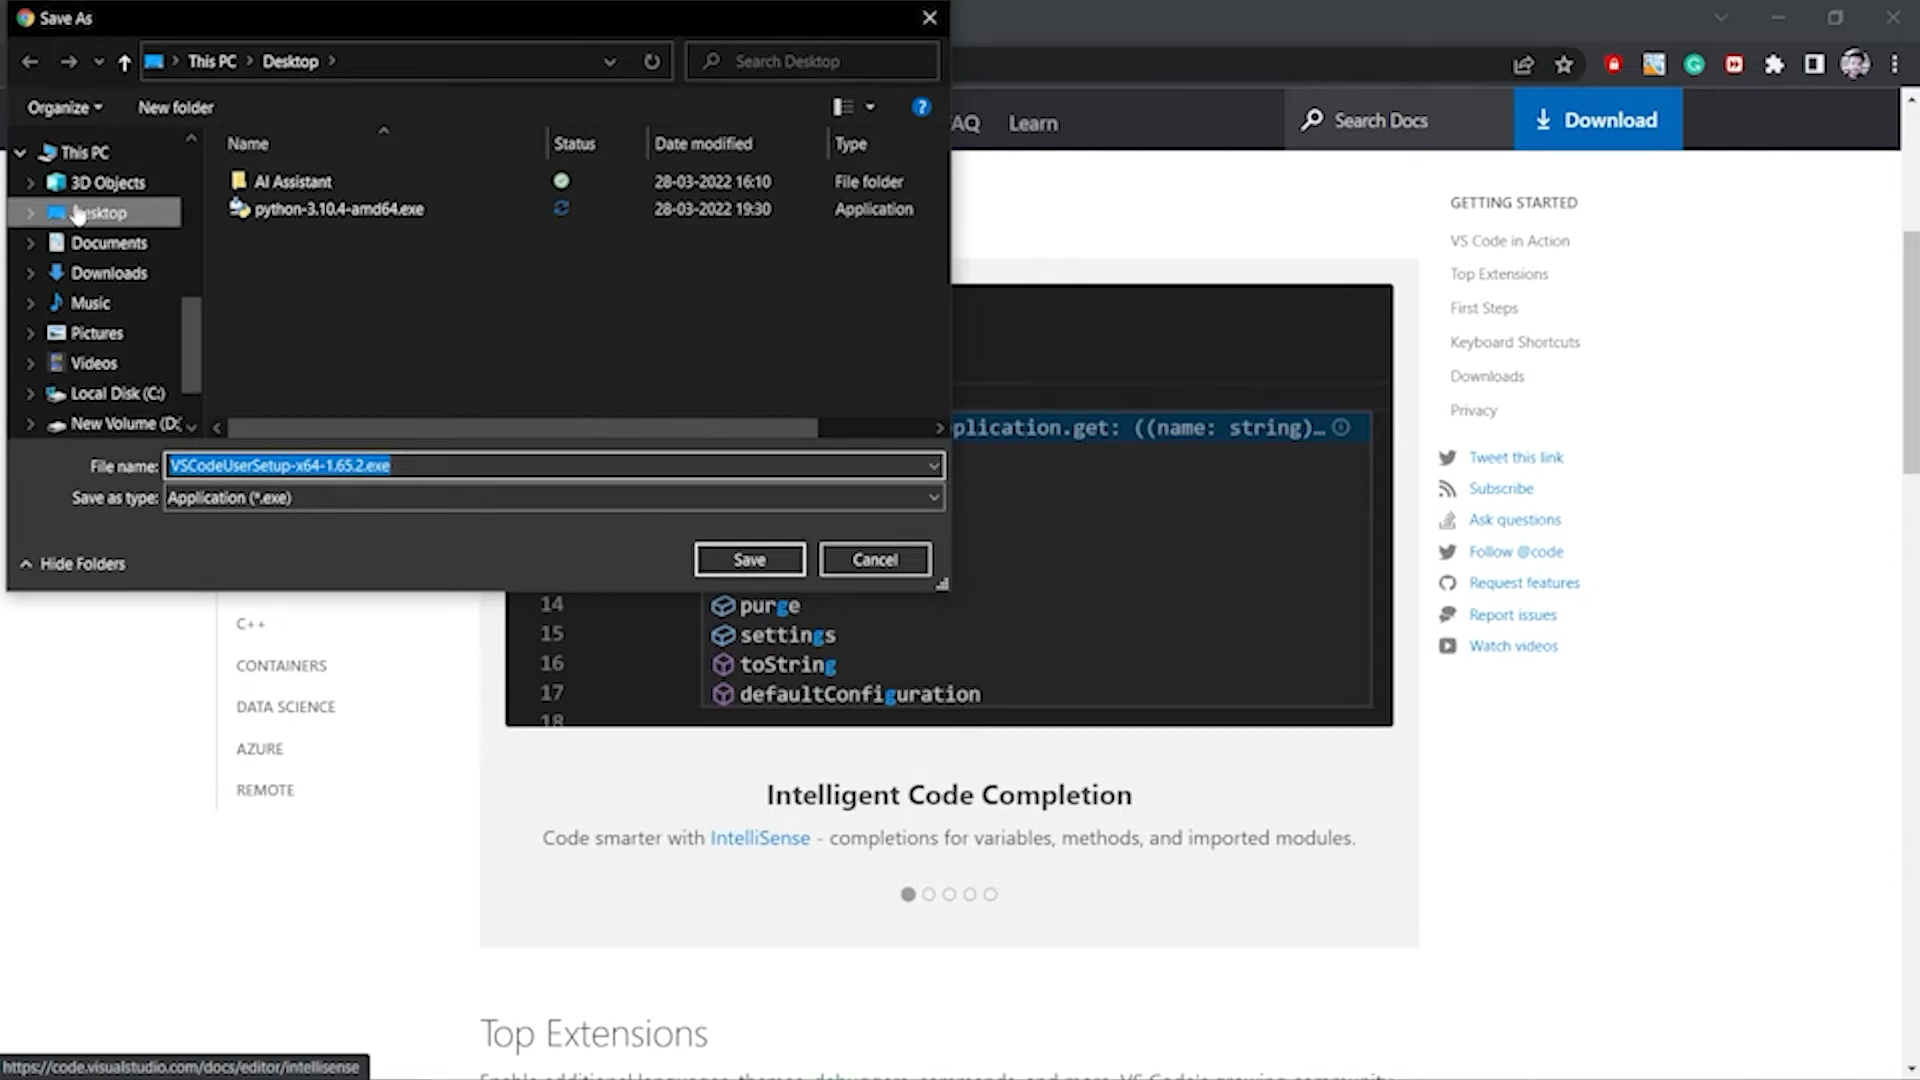 Save As
This PC > Desktop >
Search Desktop
Organize
New folder
Name
Status
Date modified
Type
AI Assistant
28-03-2022 16:10
File folder
python-3.10.4-amd64.exe
28-03-2022 19:30
Application
This PC
3D Objects
Documents
Downloads
Music
Pictures
Videos
Local Disk (C:)
New Volume (D:
File name: VSCodeUserSetup-x64-1.65.2.exe
Save as type: Application (*.exe)
Hide Folders
Save
Cancel
Learn
Search Docs
Download
GETTING STARTED
VS Code in Action
Top Extensions
First Steps
Keyboard Shortcuts
Downloads
Privacy
Tweet this link
Subscribe
Ask questions
Follow @code
Request features
Report issues
Watch videos
plication.get: ((name: string)…
14 purge
15 settings
16 toString
17 defaultConfiguration
18
C++
CONTAINERS
DATA SCIENCE
AZURE
REMOTE
Intelligent Code Completion
Code smarter with IntelliSense - completions for variables, methods, and imported modules.
Top Extensions
https://code.visualstudio.com/docs/editor/intellisense